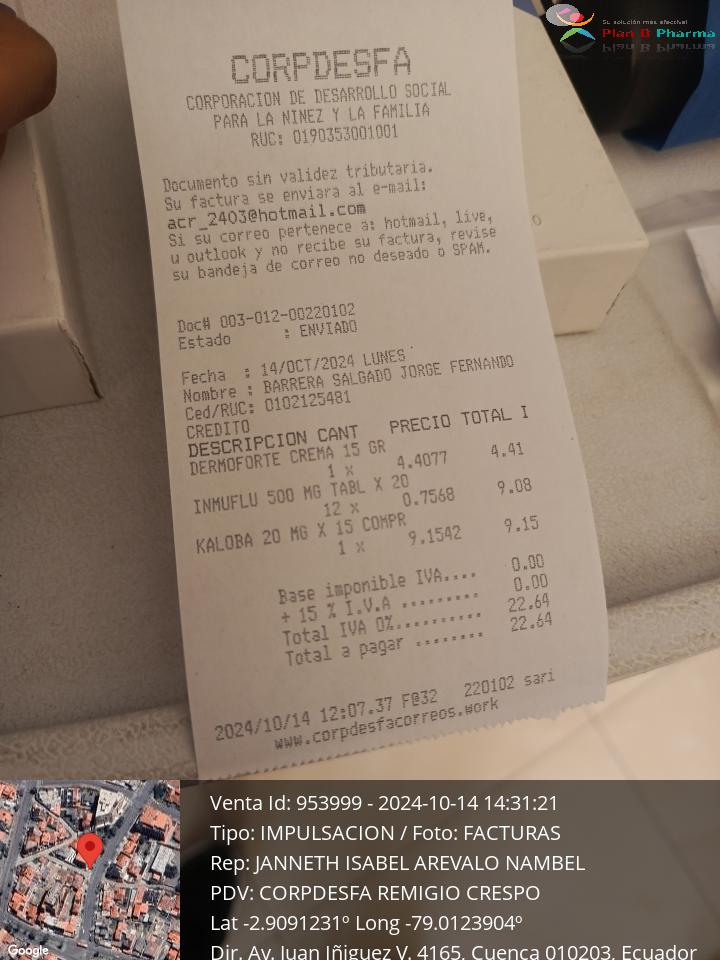 Su solución más efectiva!
Plan B Pharma
CORPDESFA
CORPORACION DE DESARROLLO SOCIAL
PARA LA NINEZ Y LA FAMILIA
RUC: 0190353001001
Documento sin validez tributaria.
Su factura se enviara al e-mail:
acr_2403@hotmail.com
Si su correo pertenece a: hotmail, live,
u outlook y no recibe su factura, revise
su bandeja de correo no deseado o SPAM.
Doc# 003-012-00220102
Estado : ENVIADO
Fecha : 14/OCT/2024 LUNES
Nombre : BARRERA SALGADO JORGE FERNANDO
Ced/RUC: 0102125481
CREDITO
DESCRIPCION CANT PRECIO TOTAL I
DERMOFORTE CREMA 15 GR
1 x 4.4077 4.41
INMUFLU 500 MG TABL X 20
12 x 0.7568 9.08
KALOBA 20 MG X 15 COMPR
1 x 9.1542 9.15
Base imponible IVA.... 0.00
+ 15 % I.V.A ......... 0.00
Total IVA 0%.......... 22.64
Total a pagar ........ 22.64
2024/10/14 12:07.37 F@32 220102 sari
www.corpdesfacorreos.work
Venta Id: 953999 - 2024-10-14 14:31:21
Tipo: IMPULSACION / Foto: FACTURAS
Rep: JANNETH ISABEL AREVALO NAMBEL
PDV: CORPDESFA REMIGIO CRESPO
Lat -2.9091231º Long -79.0123904º
Dir. Av. Juan Iñiguez V. 4165, Cuenca 010203, Ecuador
Google